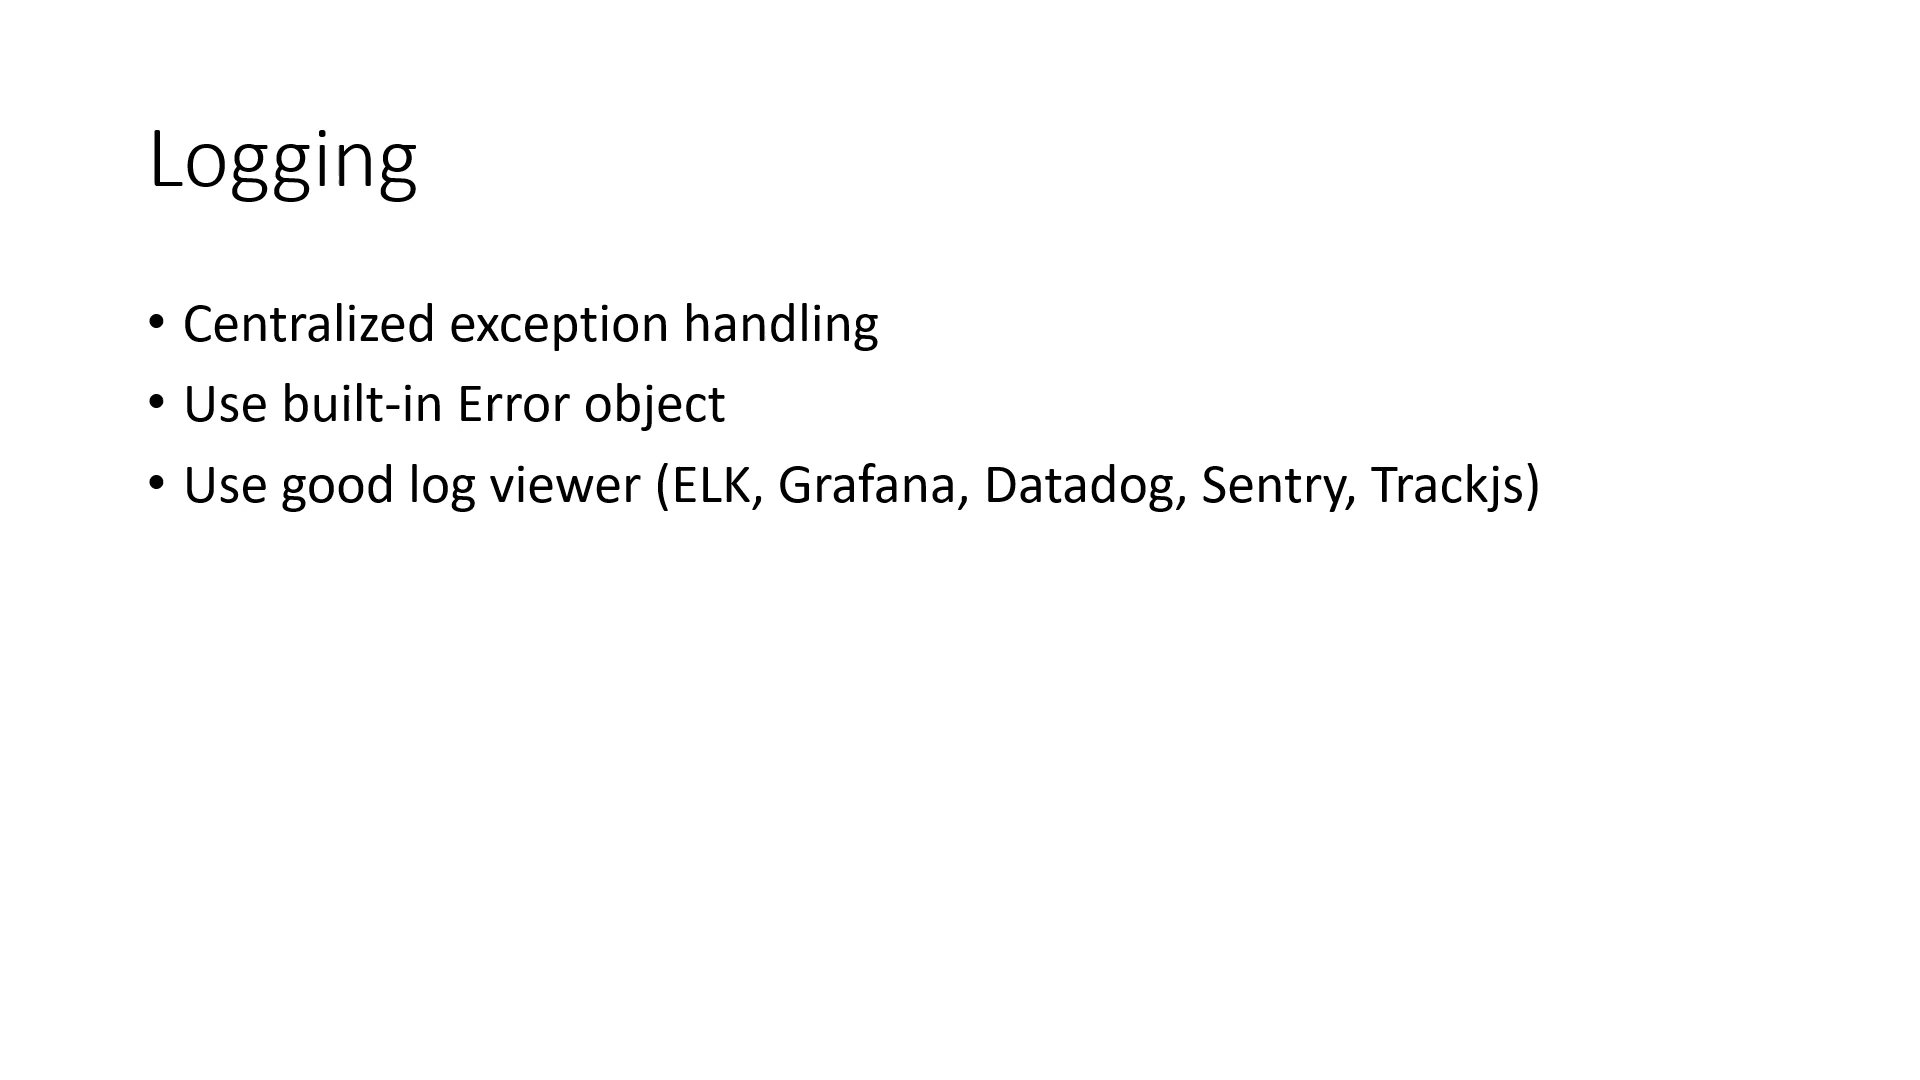 Logging
• Centralized exception handling
• Use built-in Error object
• Use good log viewer (ELK, Grafana, Datadog, Sentry, Trackjs)